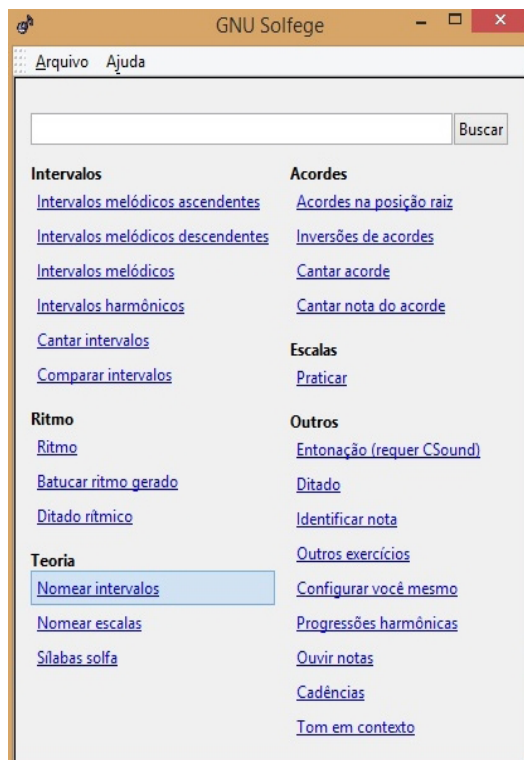 GNU Solfege
Arquivo Ajuda
Buscar
Intervalos
Intervalos melódicos ascendentes
Intervalos melódicos descendentes
Intervalos melódicos
Intervalos harmônicos
Cantar intervalos
Comparar intervalos
Ritmo
Ritmo
Batucar ritmo gerado
Ditado rítmico
Teoria
Nomear intervalos
Nomear escalas
Sílabas solfa
Acordes
Acordes na posição raiz
Inversões de acordes
Cantar acorde
Cantar nota do acorde
Escalas
Praticar
Outros
Entonação (requer CSound)
Ditado
Identificar nota
Outros exercícios
Configurar você mesmo
Progressões harmônicas
Ouvir notas
Cadências
Tom em contexto